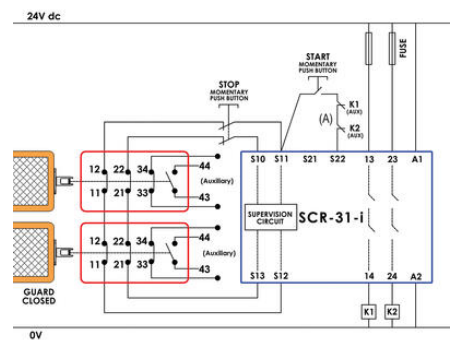 24V dc
START
MOMENTARY
PUSH BUTTON
FUSE
STOP
MOMENTARY
PUSH BUTTON
K1
(AUX)
(A)
K2
(AUX)
12 22 34 44
(Auxiliary)
11 21 33 43
S10 S11 S21 S22 13 23 A1
SUPERVISION
CIRCUIT
SCR-31-i
12 22 34 44
(Auxiliary)
11 21 33 43
S13 S12 14 24 A2
GUARD
CLOSED
K1 K2
0V